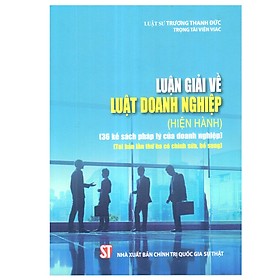 LUẬT SƯ TRƯƠNG THANH ĐỨC
TRỌNG TÀI VIÊN VIAC
LUẬN GIẢI VỀ
LUẬT DOANH NGHIỆP
(HIỆN HÀNH)
(36 kế sách pháp lý của doanh nghiệp)
(Tái bản lần thứ ba có chỉnh sửa, bổ sung)
ST
NHÀ XUẤT BẢN CHÍNH TRỊ QUỐC GIA SỰ THẬT